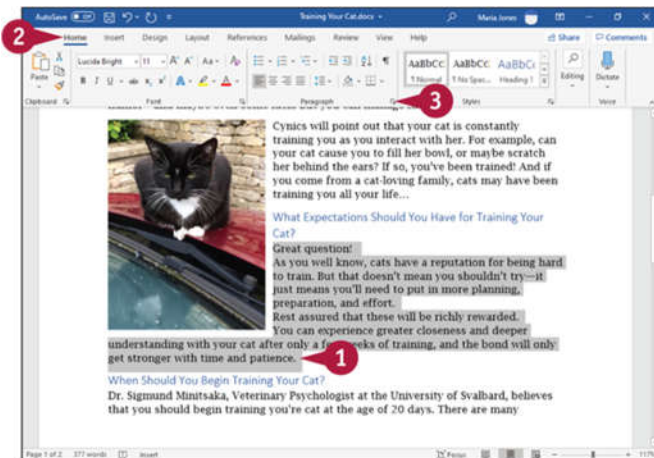 AutoSave Off Training Your Cat.docx Maria Jones
2
Home Insert Design Layout References Mailings Review View Help Share Comments
Paste Lucida Bright 11 A A Aa A AaBbCc AaBbCc AaBbCc Editing Dictate
B I U ab x₂ x² A A ¶ Normal ¶ No Spac... Heading 1
Clipboard Font Paragraph Styles Voice
3
Cynics will point out that your cat is constantly
training you as you interact with her. For example, can
your cat cause you to fill her bowl, or maybe scratch
her behind the ears? If so, you've been trained! And if
you come from a cat-loving family, cats may have been
training you all your life...
What Expectations Should You Have for Training Your
Cat?
Great question!
As you well know, cats have a reputation for being hard
to train. But that doesn't mean you shouldn't try—it
just means you'll need to put in more planning,
preparation, and effort.
Rest assured that these will be richly rewarded.
You can experience greater closeness and deeper
understanding with your cat after only a few weeks of training, and the bond will only
get stronger with time and patience.
1
When Should You Begin Training Your Cat?
Dr. Sigmund Minitsaka, Veterinary Psychologist at the University of Svalbard, believes
that you should begin training you're cat at the age of 20 days. There are many
Page 1 of 2 377 words Insert Focus